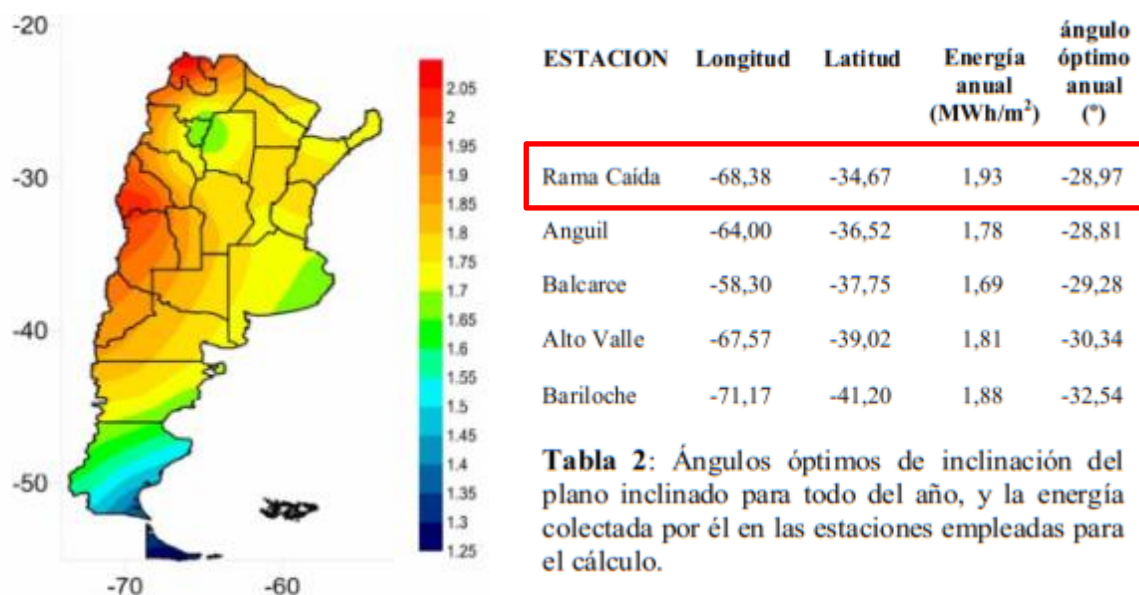 -20
-30
-40
-50
-70 -60
2.05
2
1.95
1.9
1.85
1.8
1.75
1.7
1.65
1.6
1.55
1.5
1.45
1.4
1.35
1.3
1.25
ESTACION Longitud Latitud Energía anual (MWh/m²) ángulo óptimo anual (º)
Rama Caída -68,38 -34,67 1,93 -28,97
Anguil -64,00 -36,52 1,78 -28,81
Balcarce -58,30 -37,75 1,69 -29,28
Alto Valle -67,57 -39,02 1,81 -30,34
Bariloche -71,17 -41,20 1,88 -32,54
Tabla 2: Ángulos óptimos de inclinación del
plano inclinado para todo del año, y la energía
colectada por él en las estaciones empleadas para
el cálculo.